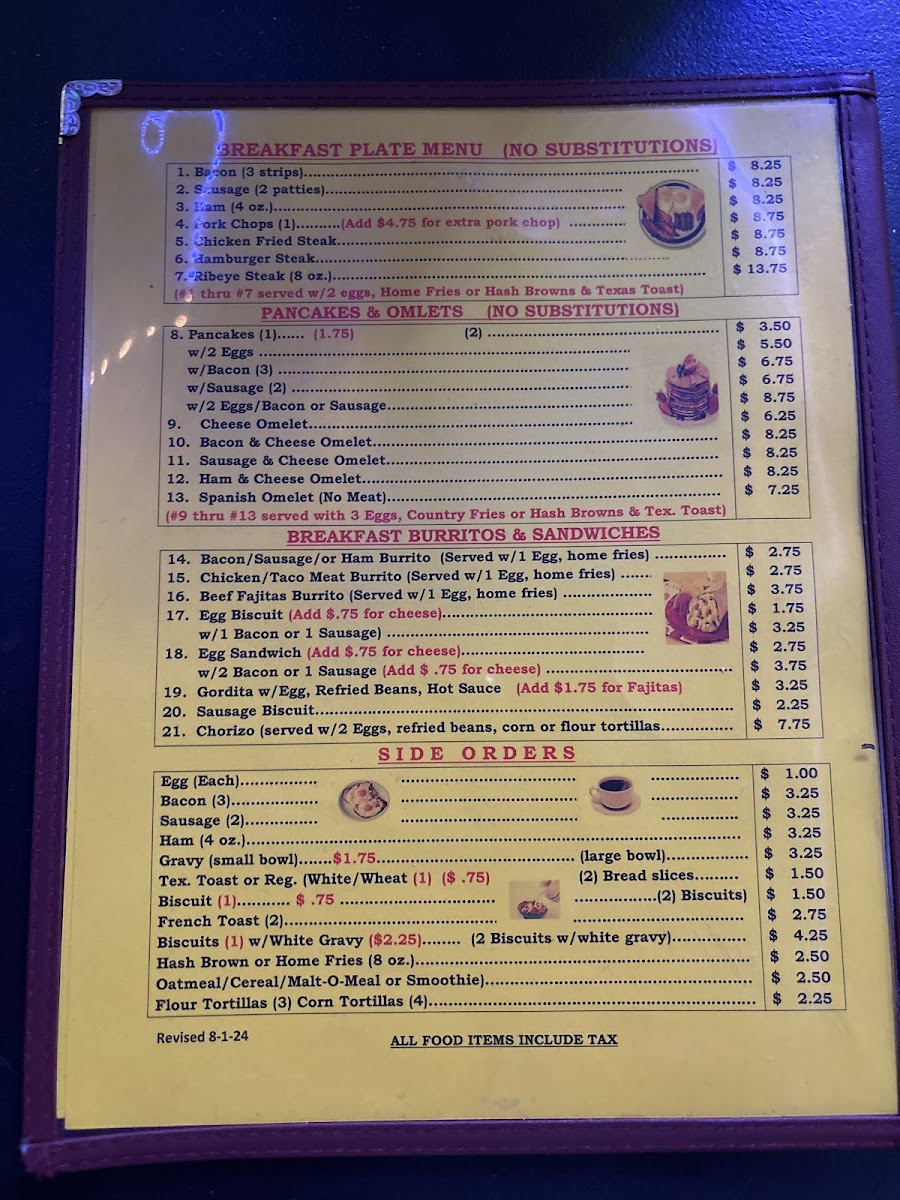 BREAKFAST PLATE MENU (NO SUBSTITUTIONS)
1. Bacon (3 strips)........ $ 8.25
2. Sausage (2 patties)........ $ 8.25
3. Ham (4 oz.)........ $ 8.25
4. Pork Chops (1).........(Add $4.75 for extra pork chop) ............ $ 8.75
5. Chicken Fried Steak........ $ 8.75
6. Hamburger Steak........ $ 8.75
7. Ribeye Steak (8 oz.)........ $ 13.75
(#1 thru #7 served w/2 eggs, Home Fries or Hash Browns & Texas Toast)
PANCAKES & OMLETS (NO SUBSTITUTIONS)
8. Pancakes (1)...... (1.75) (2) ........ $ 3.50
w/2 Eggs ........ $ 5.50
w/Bacon (3) ........ $ 6.75
w/Sausage (2) ........ $ 6.75
w/2 Eggs/Bacon or Sausage........ $ 8.75
9. Cheese Omelet........ $ 6.25
10. Bacon & Cheese Omelet........ $ 8.25
11. Sausage & Cheese Omelet........ $ 8.25
12. Ham & Cheese Omelet........ $ 8.25
13. Spanish Omelet (No Meat)........ $ 7.25
(#9 thru #13 served with 3 Eggs, Country Fries or Hash Browns & Tex. Toast)
BREAKFAST BURRITOS & SANDWICHES
14. Bacon/Sausage/or Ham Burrito (Served w/1 Egg, home fries) ........ $ 2.75
15. Chicken/Taco Meat Burrito (Served w/1 Egg, home fries) ....... $ 2.75
16. Beef Fajitas Burrito (Served w/1 Egg, home fries) ........ $ 3.75
17. Egg Biscuit (Add $.75 for cheese)........ $ 1.75
w/1 Bacon or 1 Sausage) ........ $ 3.25
18. Egg Sandwich (Add $.75 for cheese)........ $ 2.75
w/2 Bacon or 1 Sausage (Add $ .75 for cheese) ........ $ 3.75
19. Gordita w/Egg, Refried Beans, Hot Sauce (Add $1.75 for Fajitas) $ 3.25
20. Sausage Biscuit........ $ 2.25
21. Chorizo (served w/2 Eggs, refried beans, corn or flour tortillas........ $ 7.75
SIDE ORDERS
Egg (Each)........ $ 1.00
Bacon (3)........ $ 3.25
Sausage (2)........ $ 3.25
Ham (4 oz.)........ $ 3.25
Gravy (small bowl).......$1.75........ (large bowl)........ $ 3.25
Tex. Toast or Reg. (White/Wheat (1) ($ .75) (2) Bread slices......... $ 1.50
Biscuit (1).......... $ .75 ........(2) Biscuits) $ 1.50
French Toast (2)........ $ 2.75
Biscuits (1) w/White Gravy ($2.25)........ (2 Biscuits w/white gravy)........ $ 4.25
Hash Brown or Home Fries (8 oz.)........ $ 2.50
Oatmeal/Cereal/Malt-O-Meal or Smoothie)........ $ 2.50
Flour Tortillas (3) Corn Tortillas (4)........ $ 2.25
Revised 8-1-24
ALL FOOD ITEMS INCLUDE TAX